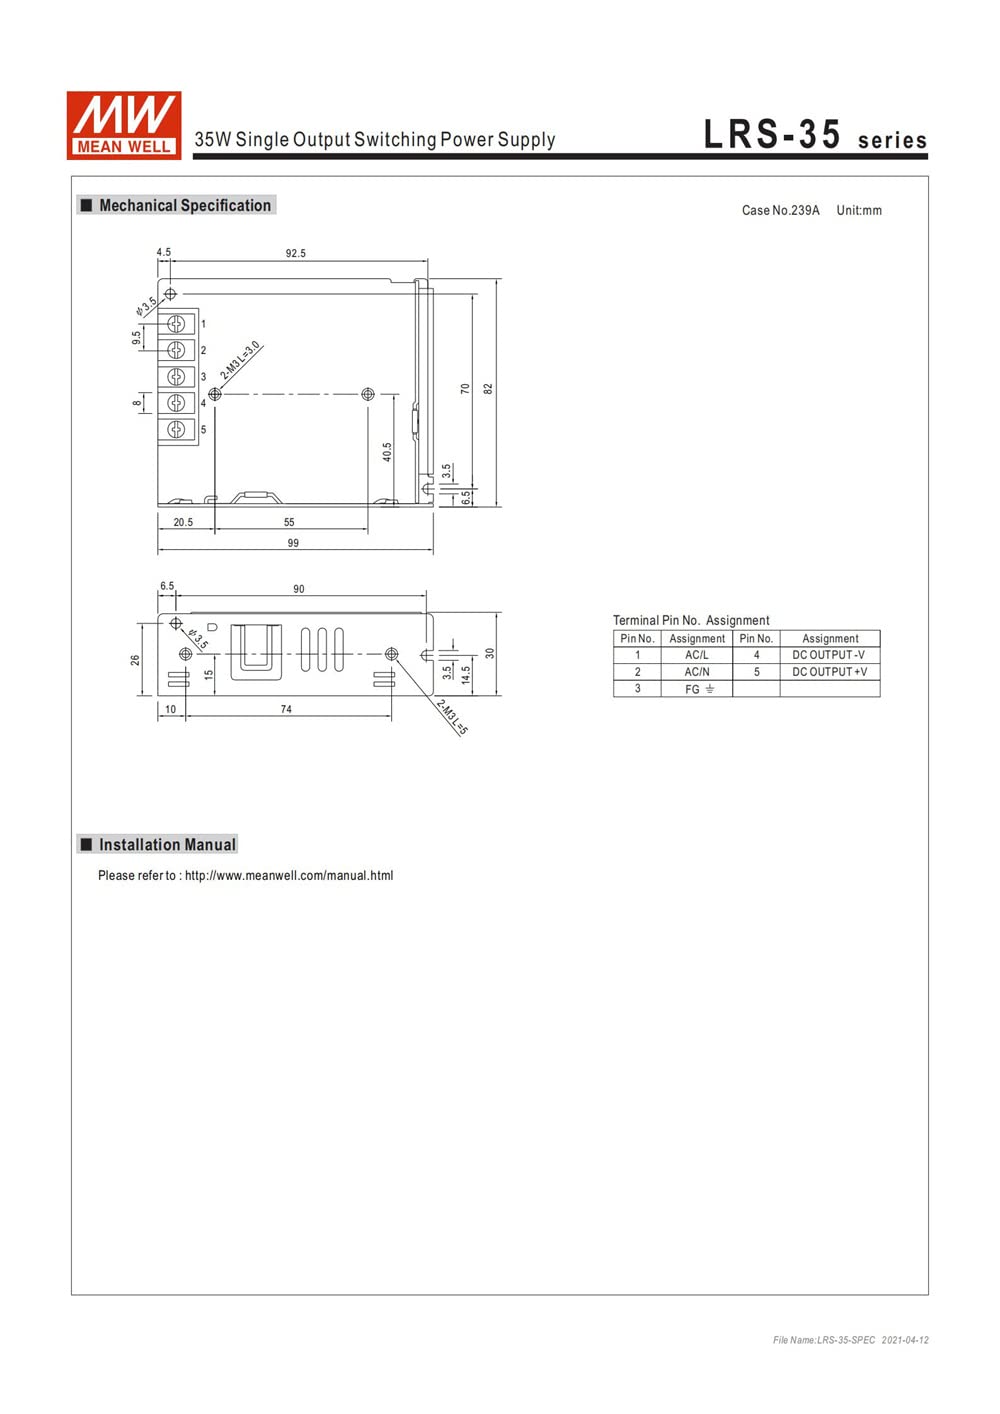 MW
MEAN WELL
35W Single Output Switching Power Supply
LRS-35 series
■ Mechanical Specification
Case No.239A Unit:mm
4.5
92.5
ϕ3.5
9.5
8
1
2
3
4
5
2-M3 L=3.0
40.5
70
82
3.5
6.5
20.5
55
99
6.5
90
ϕ3.5
26
15
30
3.5
14.5
10
74
2-M3 L=5
Terminal Pin No. Assignment
Pin No. Assignment Pin No. Assignment
1 AC/L 4 DC OUTPUT -V
2 AC/N 5 DC OUTPUT +V
3 FG ⏚
■ Installation Manual
Please refer to : http://www.meanwell.com/manual.html
File Name:LRS-35-SPEC 2021-04-12